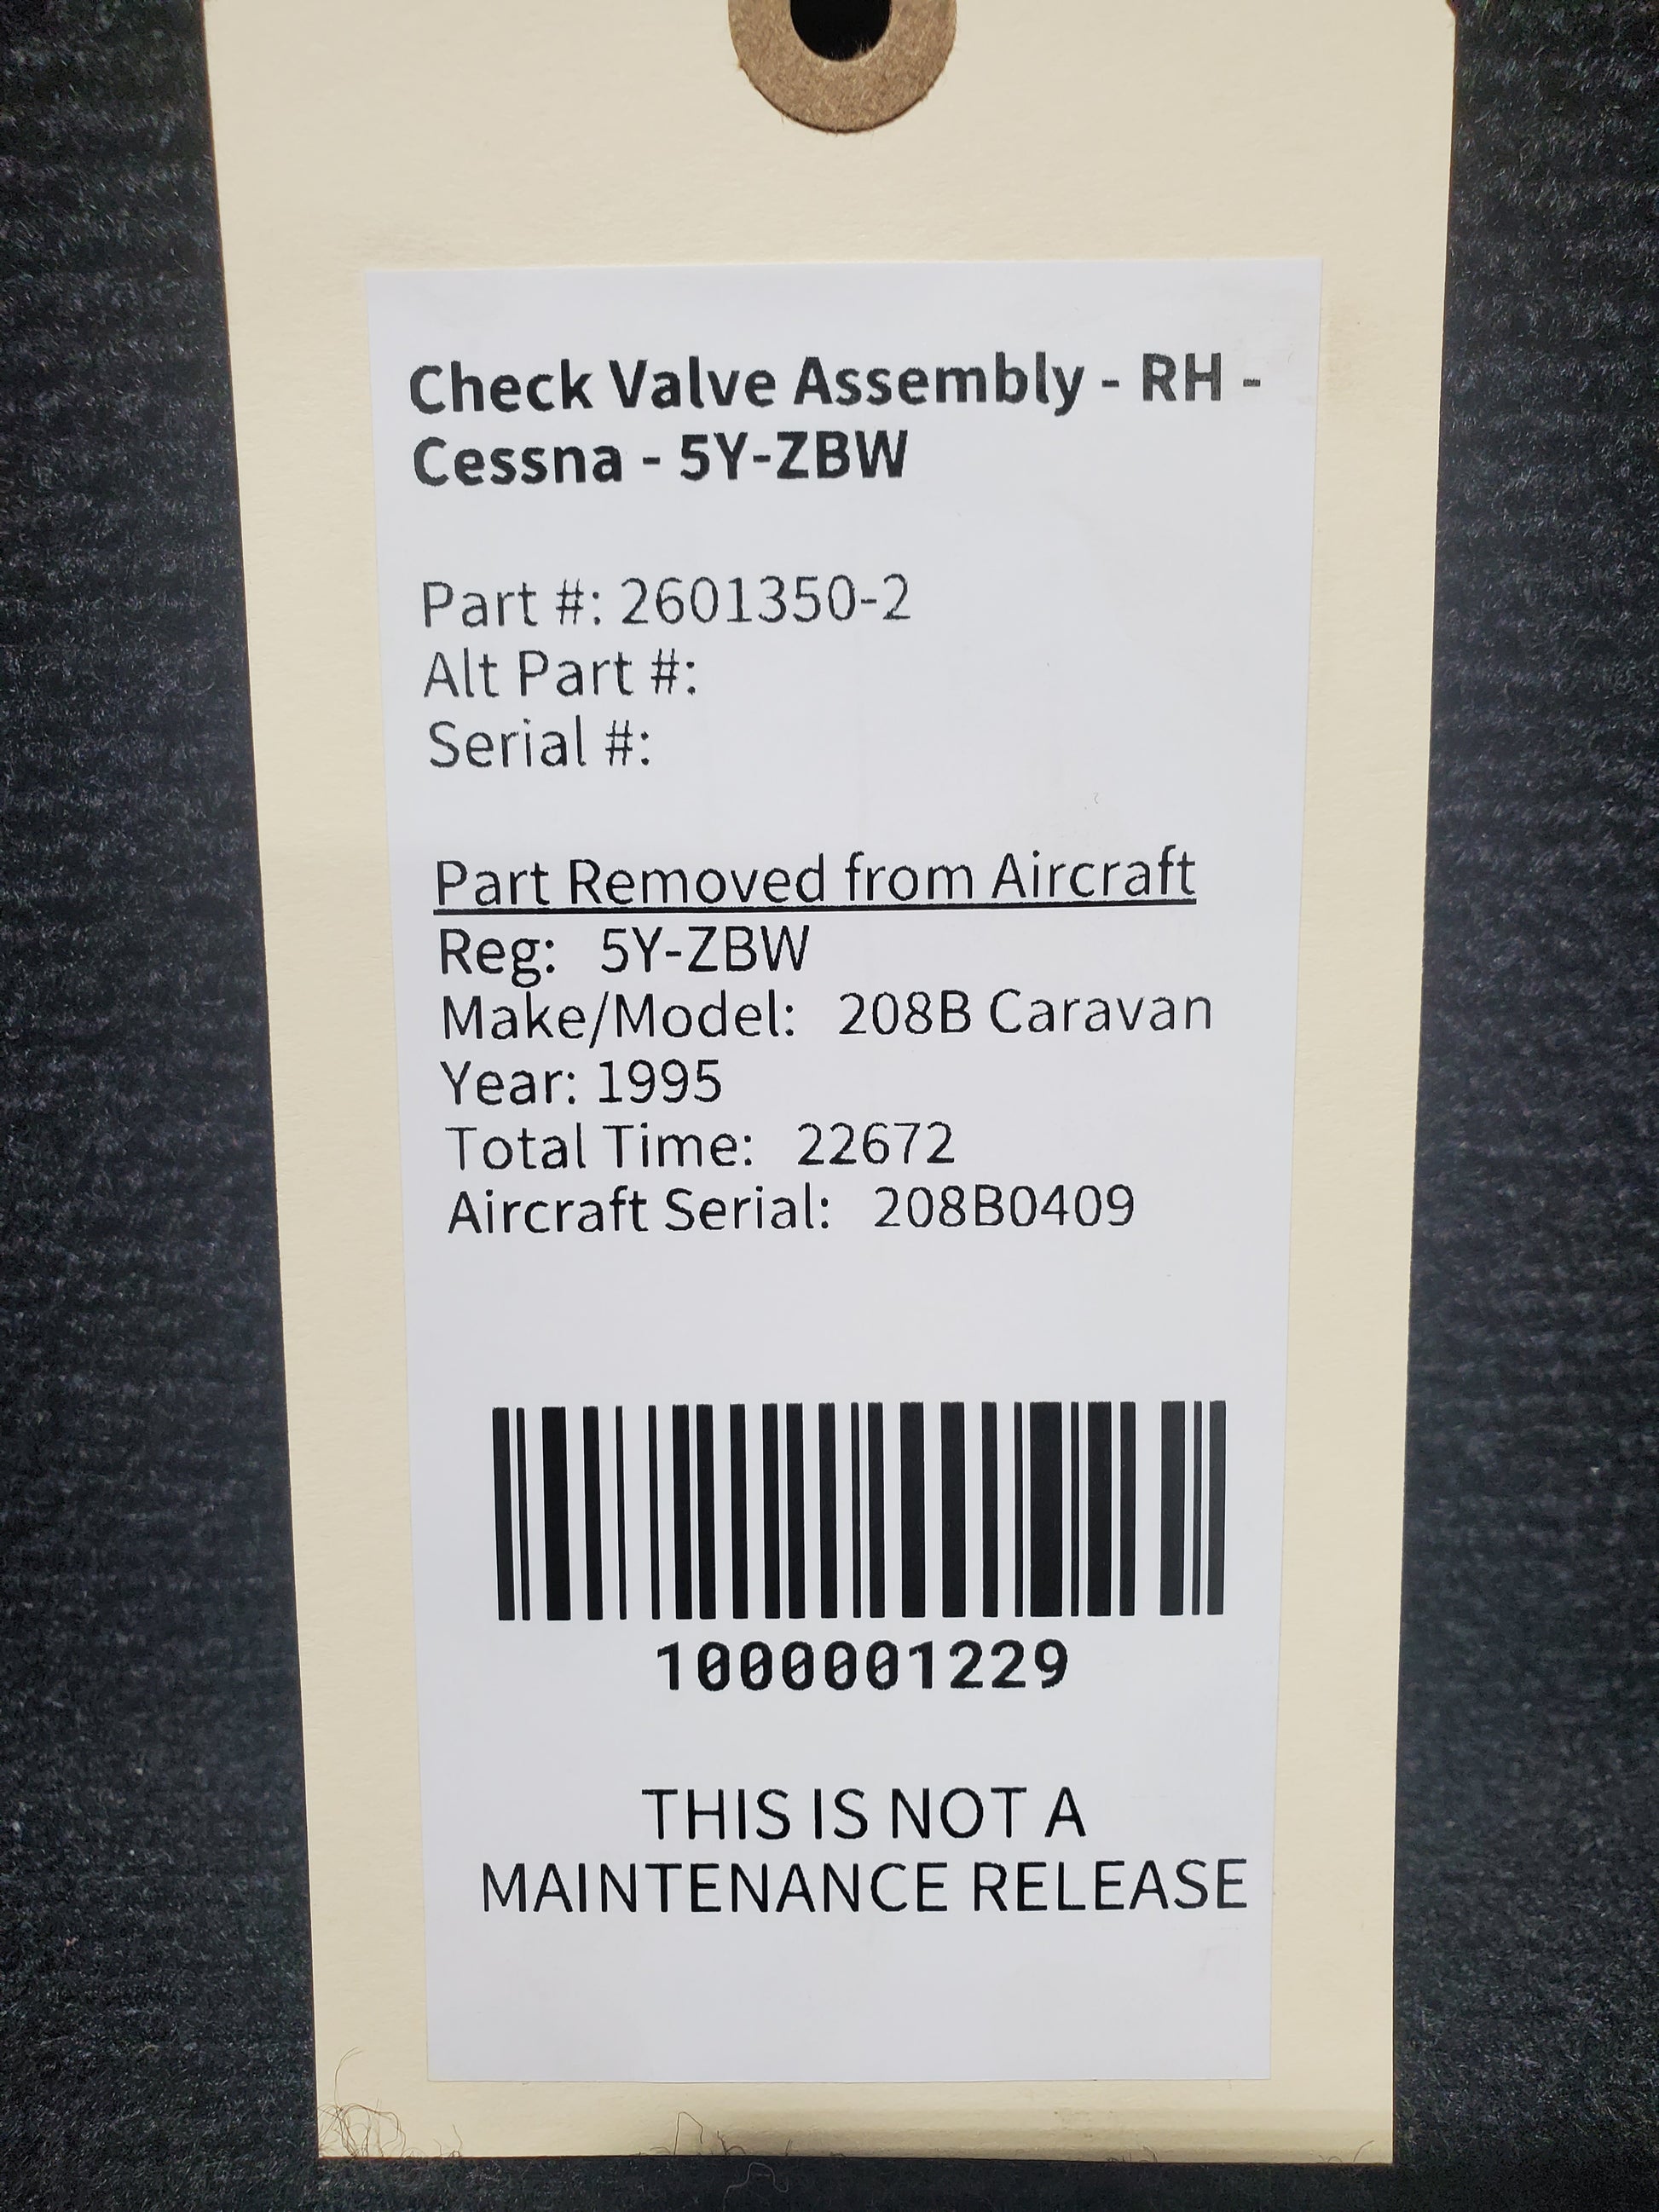 Check Valve Assembly - RH -
Cessna - 5Y-ZBW
Part #: 2601350-2
Alt Part #:
Serial #:
Part Removed from Aircraft
Reg: 5Y-ZBW
Make/Model: 208B Caravan
Year: 1995
Total Time: 22672
Aircraft Serial: 208B0409
1000001229
THIS IS NOT A
MAINTENANCE RELEASE